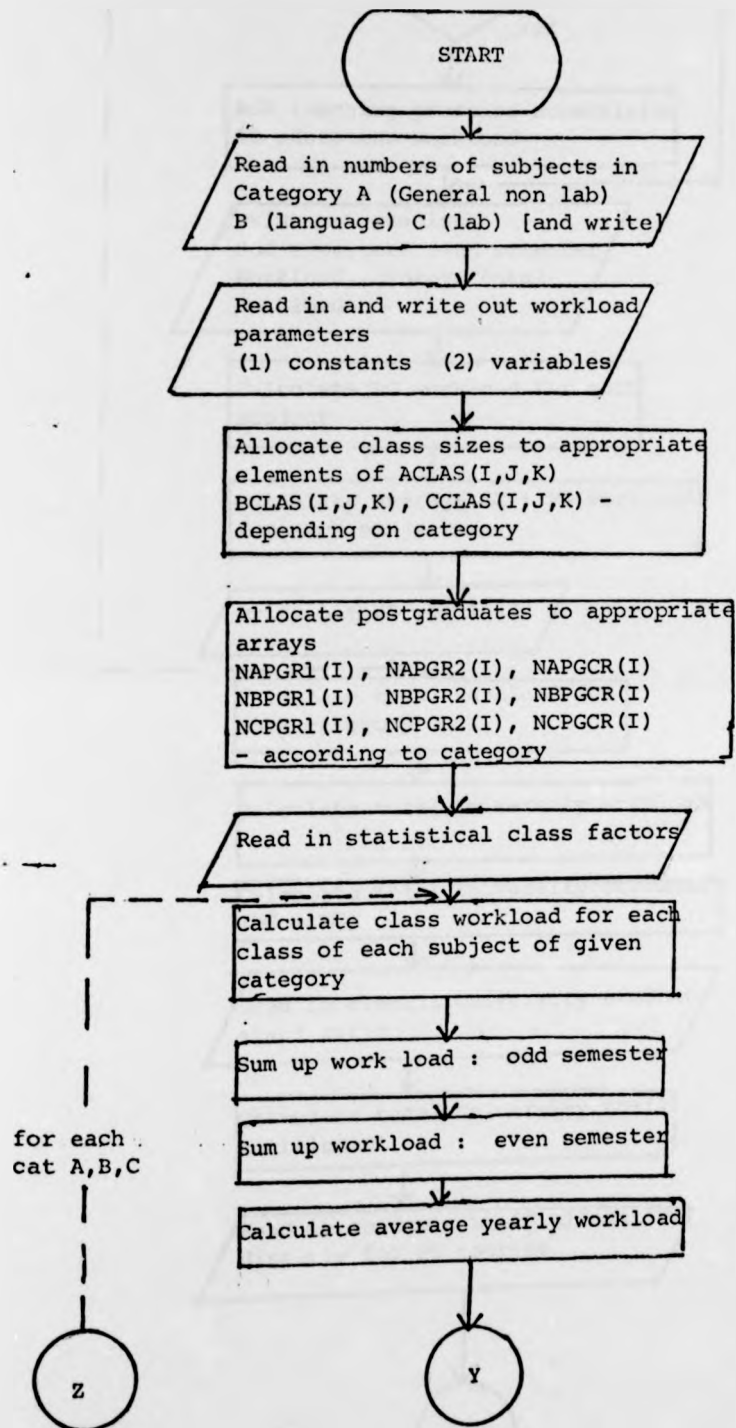 START
Read in numbers of subjects in
Category A (General non lab)
B (language) C (lab) [and write]
Read in and write out workload
parameters
(1) constants (2) variables
Allocate class sizes to appropriate
elements of ACLAS(I,J,K)
BCLAS(I,J,K), CCLAS(I,J,K) -
depending on category
Allocate postgraduates to appropriate
arrays
NAPGR1(I), NAPGR2(I), NAPGCR(I)
NBPGR1(I) NBPGR2(I), NBPGCR(I)
NCPGR1(I), NCPGR2(I), NCPGCR(I)
- according to category
Read in statistical class factors
Calculate class workload for each
class of each subject of given
category
Sum up work load : odd semester
Sum up workload : even semester
Calculate average yearly workload
for each
cat A,B,C
Z
Y